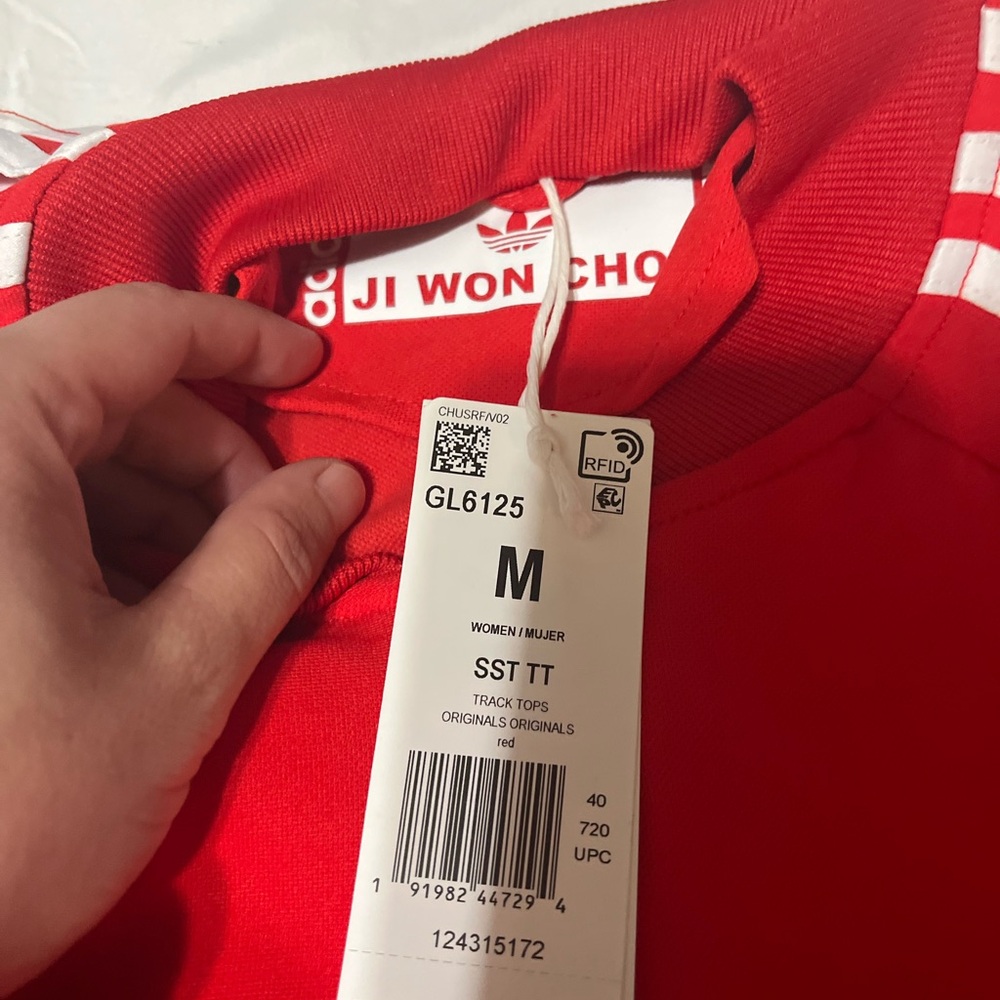 adid
JI WON CHO
CHUSRF/V02
RFID
GL6125
M
WOMEN / MUJER
SST TT
TRACK TOPS
ORIGINALS ORIGINALS
red
40
720
UPC
1 91982 44729 4
124315172